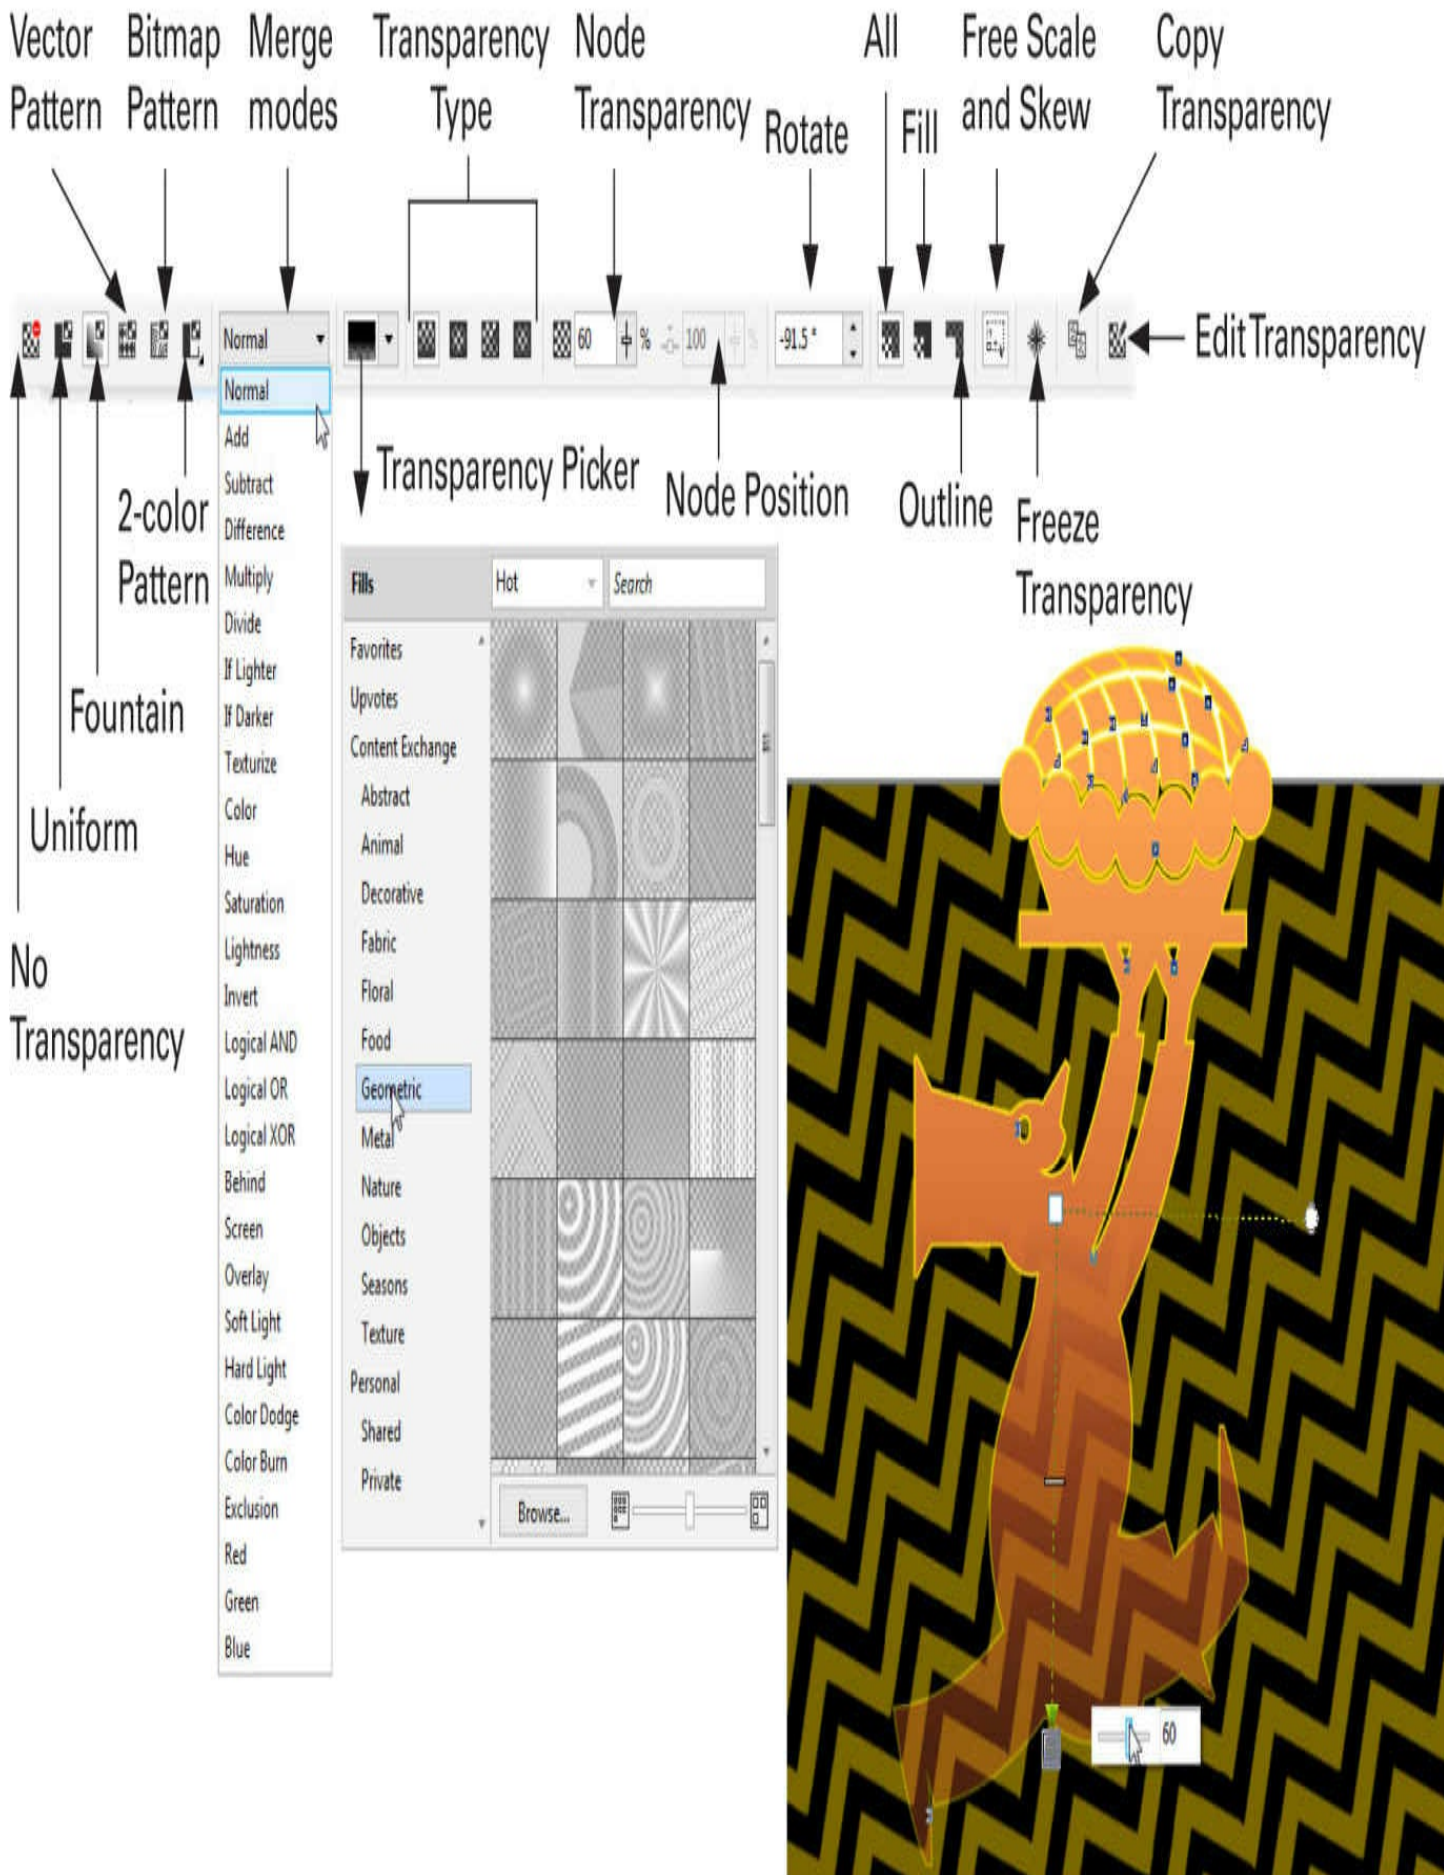 Vector
Pattern
Bitmap
Pattern
Merge
modes
Transparency
Type
Node
Transparency
Rotate
All
Fill
Free Scale
and Skew
Copy
Transparency
Normal
60
%
100
-91.5 °
Edit Transparency
Transparency Picker
Node Position
Outline
Freeze
Transparency
2-color
Pattern
Fountain
Uniform
No
Transparency
Normal
Add
Subtract
Difference
Multiply
Divide
If Lighter
If Darker
Texturize
Color
Hue
Saturation
Lightness
Invert
Logical AND
Logical OR
Logical XOR
Behind
Screen
Overlay
Soft Light
Hard Light
Color Dodge
Color Burn
Exclusion
Red
Green
Blue
Fills
Hot
Search
Favorites
Upvotes
Content Exchange
Abstract
Animal
Decorative
Fabric
Floral
Food
Geometric
Metal
Nature
Objects
Seasons
Texture
Personal
Shared
Private
Browse...
60